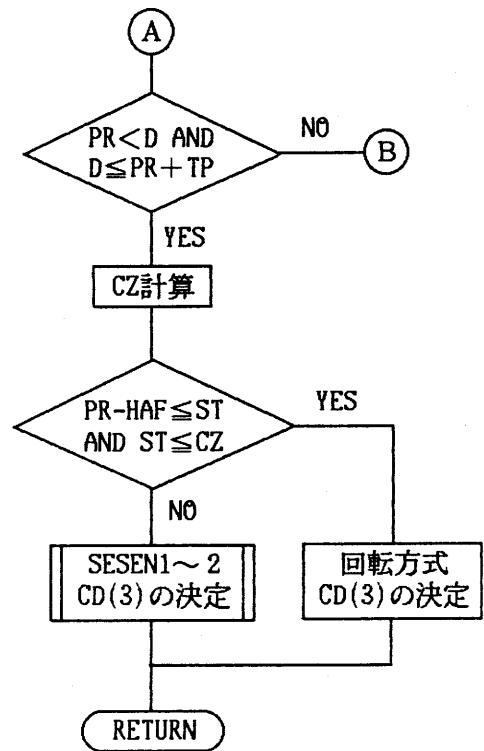 A
PR<D AND
D≦PR+TP
NO
B
YES
CZ計算
PR-HAF≦ST
AND ST≦CZ
YES
NO
SESEN1～2
CD(3)の決定
回転方式
CD(3)の決定
RETURN